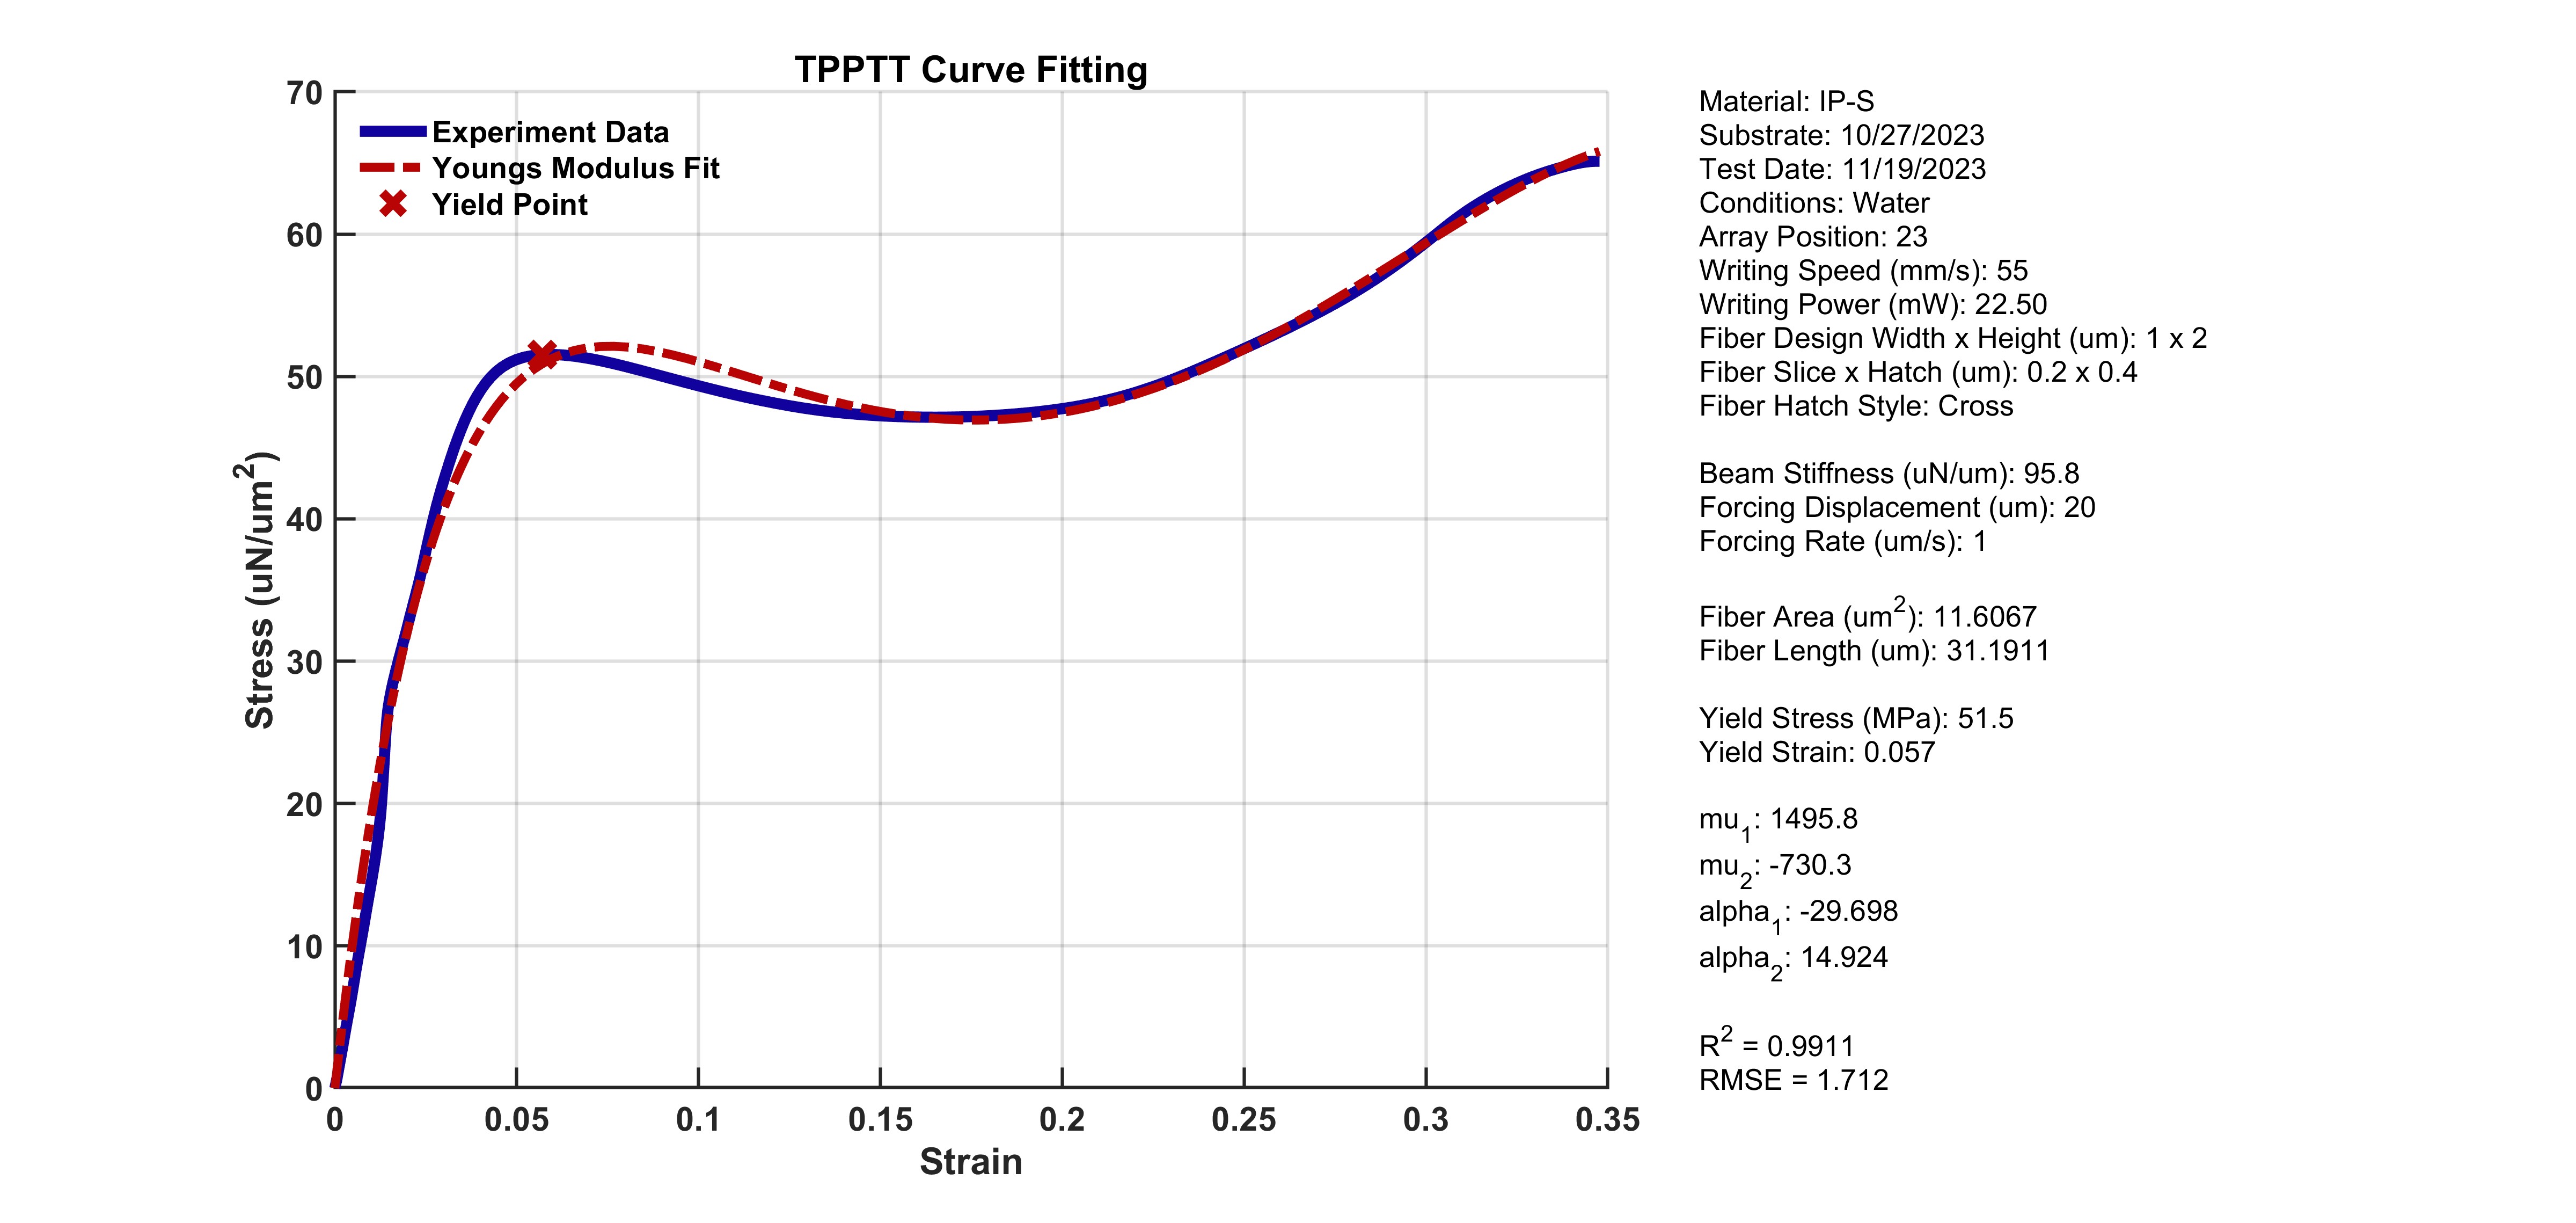 TPPTT Curve Fitting
70
60
50
40
30
20
10
0
Stress (uN/um²)
Experiment Data
Youngs Modulus Fit
Yield Point
0 0.05 0.1 0.15 0.2 0.25 0.3 0.35
Strain
Material: IP-S
Substrate: 10/27/2023
Test Date: 11/19/2023
Conditions: Water
Array Position: 23
Writing Speed (mm/s): 55
Writing Power (mW): 22.50
Fiber Design Width x Height (um): 1 x 2
Fiber Slice x Hatch (um): 0.2 x 0.4
Fiber Hatch Style: Cross
Beam Stiffness (uN/um): 95.8
Forcing Displacement (um): 20
Forcing Rate (um/s): 1
Fiber Area (um²): 11.6067
Fiber Length (um): 31.1911
Yield Stress (MPa): 51.5
Yield Strain: 0.057
mu₁: 1495.8
mu₂: -730.3
alpha₁: -29.698
alpha₂: 14.924
R² = 0.9911
RMSE = 1.712